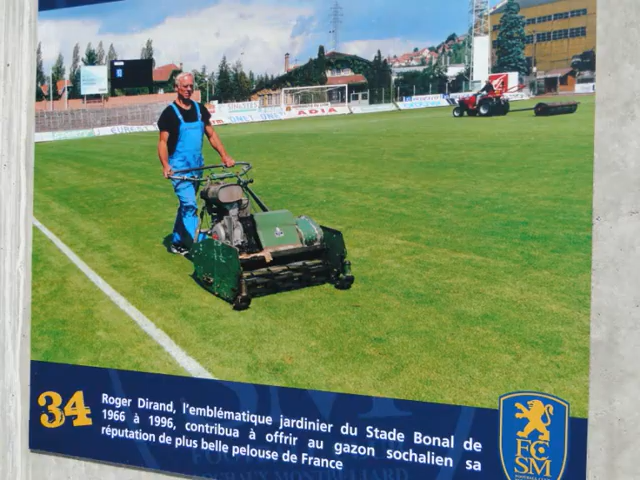 ADIA
34
Roger Dirand, l'emblématique jardinier du Stade Bonal de
1966 à 1996, contribua à offrir au gazon sochalien sa
réputation de plus belle pelouse de France
FC
SM